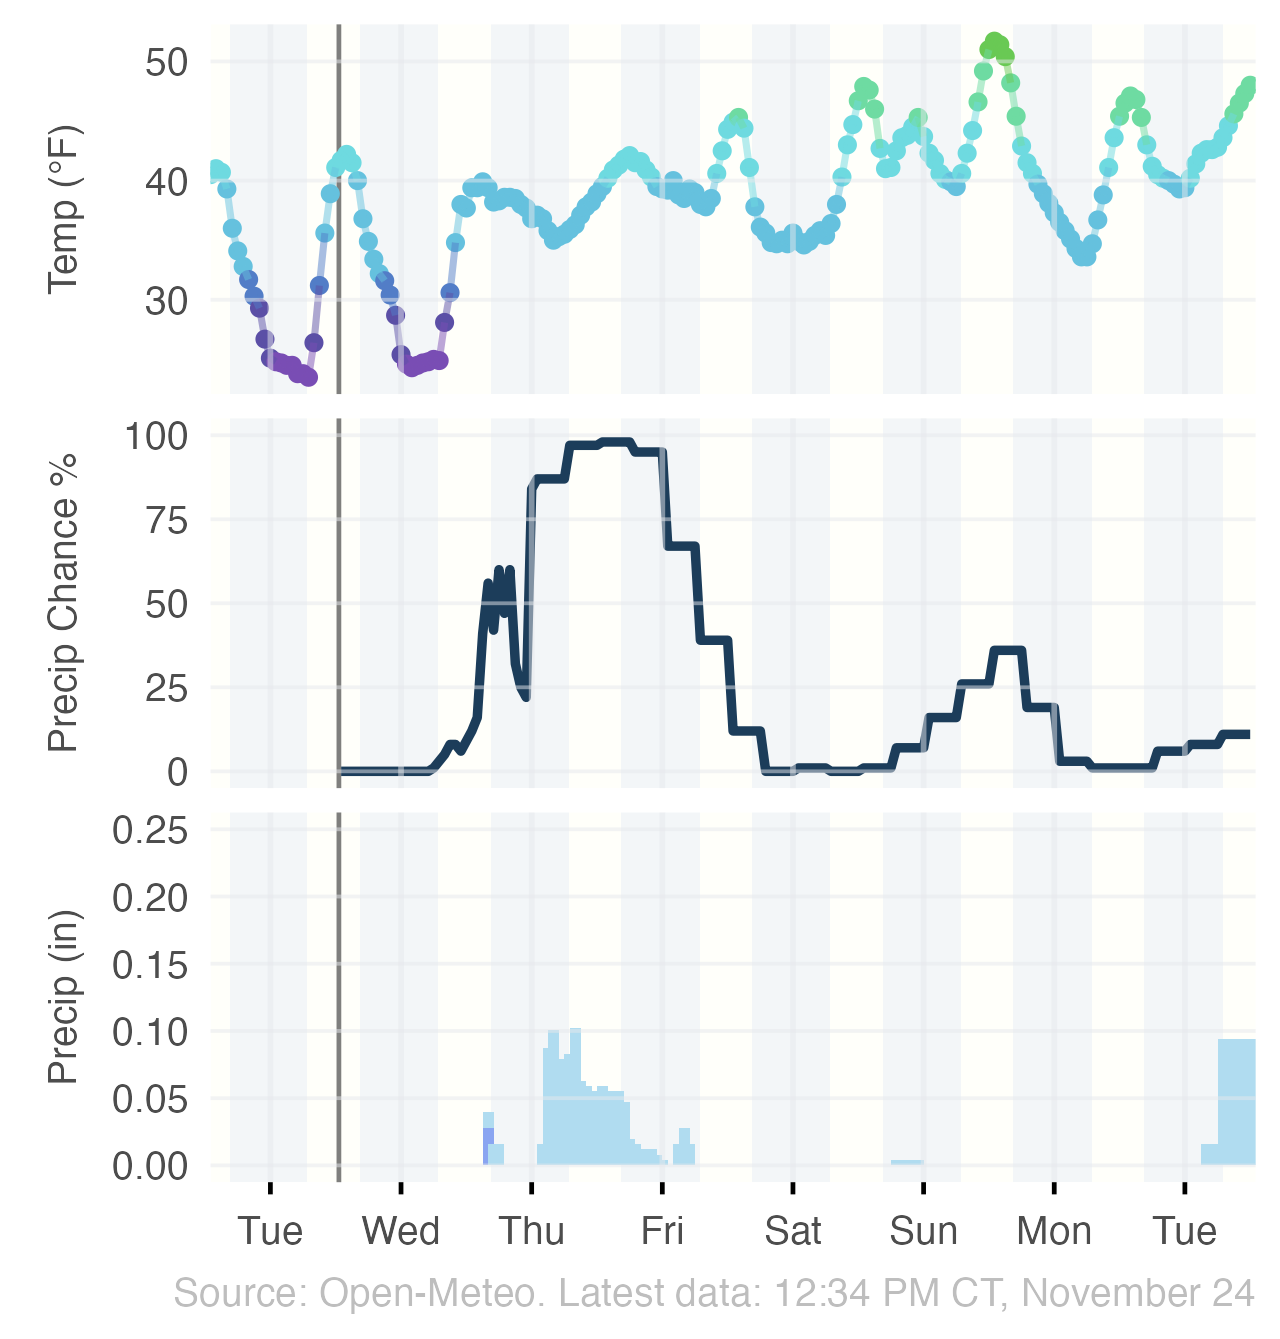 Temp (°F)
50
40
30
Precip Chance %
100
75
50
25
0
Precip (in)
0.25
0.20
0.15
0.10
0.05
0.00
Tue Wed Thu Fri Sat Sun Mon Tue
Source: Open-Meteo. Latest data: 12:34 PM CT, November 24